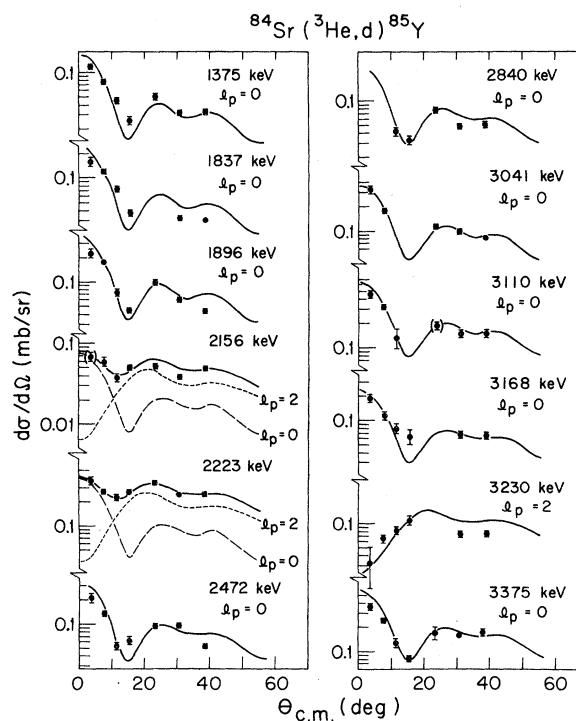 ⁸⁴Sr(³He,d)⁸⁵Y
dσ/dΩ (mb/sr)
0.1
1375 keV
ℓp=0
0.1
1837 keV
ℓp=0
0.1
1896 keV
ℓp=0
2156 keV
0.01
ℓp=2
ℓp=0
2223 keV
0.1
ℓp=2
ℓp=0
2472 keV
ℓp=0
0.1
0 20 40 60
2840 keV
ℓp=0
0.1
3041 keV
ℓp=0
0.1
3110 keV
ℓp=0
0.1
3168 keV
ℓp=0
0.1
3230 keV
ℓp=2
0.1
3375 keV
ℓp=0
0.1
0 20 40 60
Θc.m.(deg)